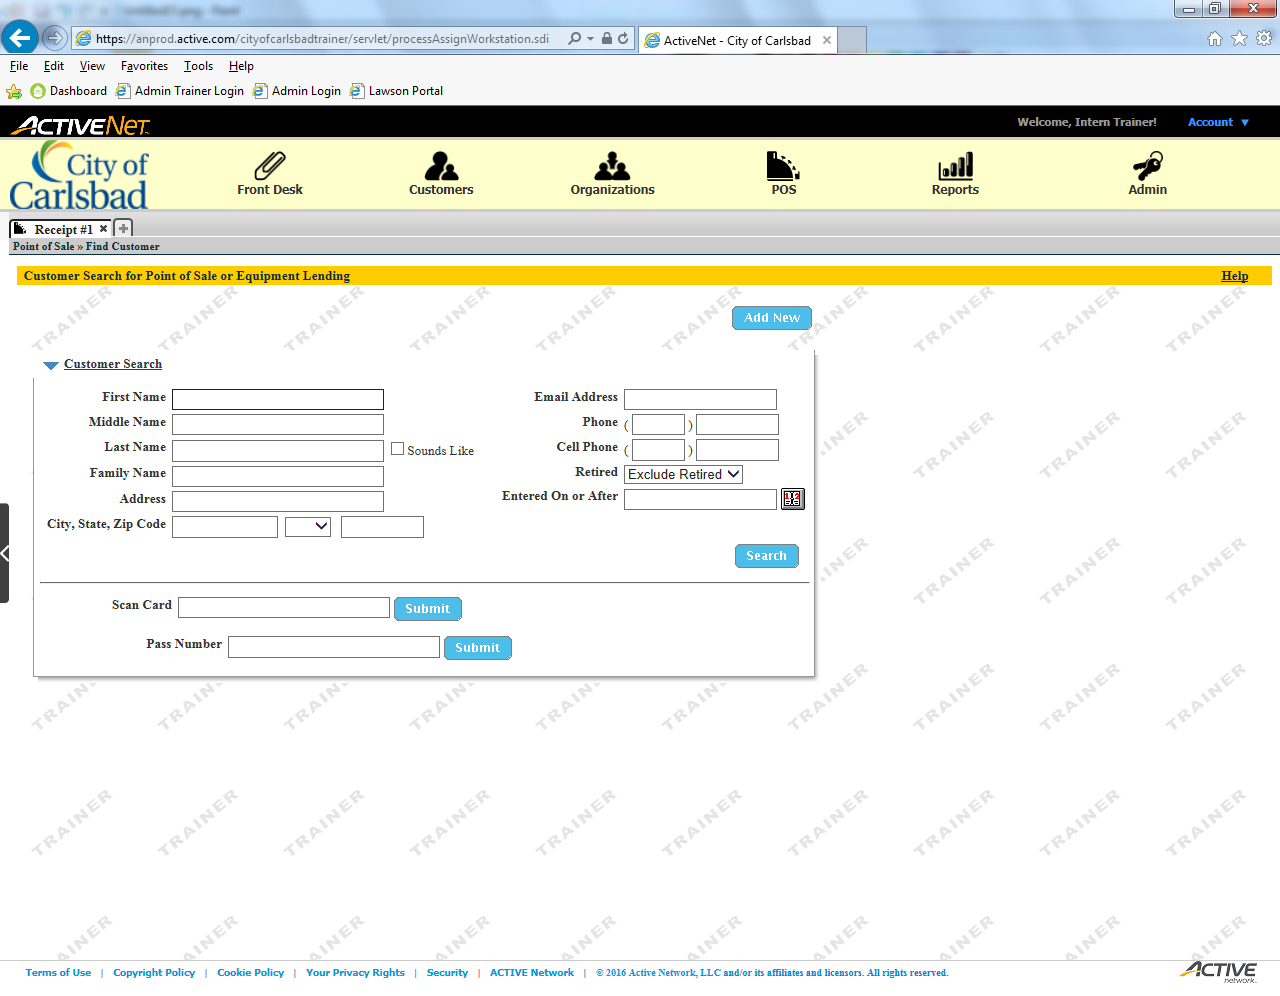 https://anprod.active.com/cityofcarlsbadtrainer/servlet/processAssignWorkstation.sdi
ActiveNet - City of Carlsbad
File Edit View Favorites Tools Help
Dashboard Admin Trainer Login Admin Login Lawson Portal
ACTIVENet
Welcome, Intern Trainer! Account
City of Carlsbad
Front Desk Customers Organizations POS Reports Admin
Receipt #1
Point of Sale » Find Customer
Customer Search for Point of Sale or Equipment Lending Help
Add New
Customer Search
First Name Email Address
Middle Name Phone ( )
Last Name Sounds Like Cell Phone ( )
Family Name Retired Exclude Retired
Address Entered On or After
City, State, Zip Code
Search
Scan Card Submit
Pass Number Submit
TRAINER
Terms of Use | Copyright Policy | Cookie Policy | Your Privacy Rights | Security | ACTIVE Network | © 2016 Active Network, LLC and/or its affiliates and licensors. All rights reserved.
ACTIVE network